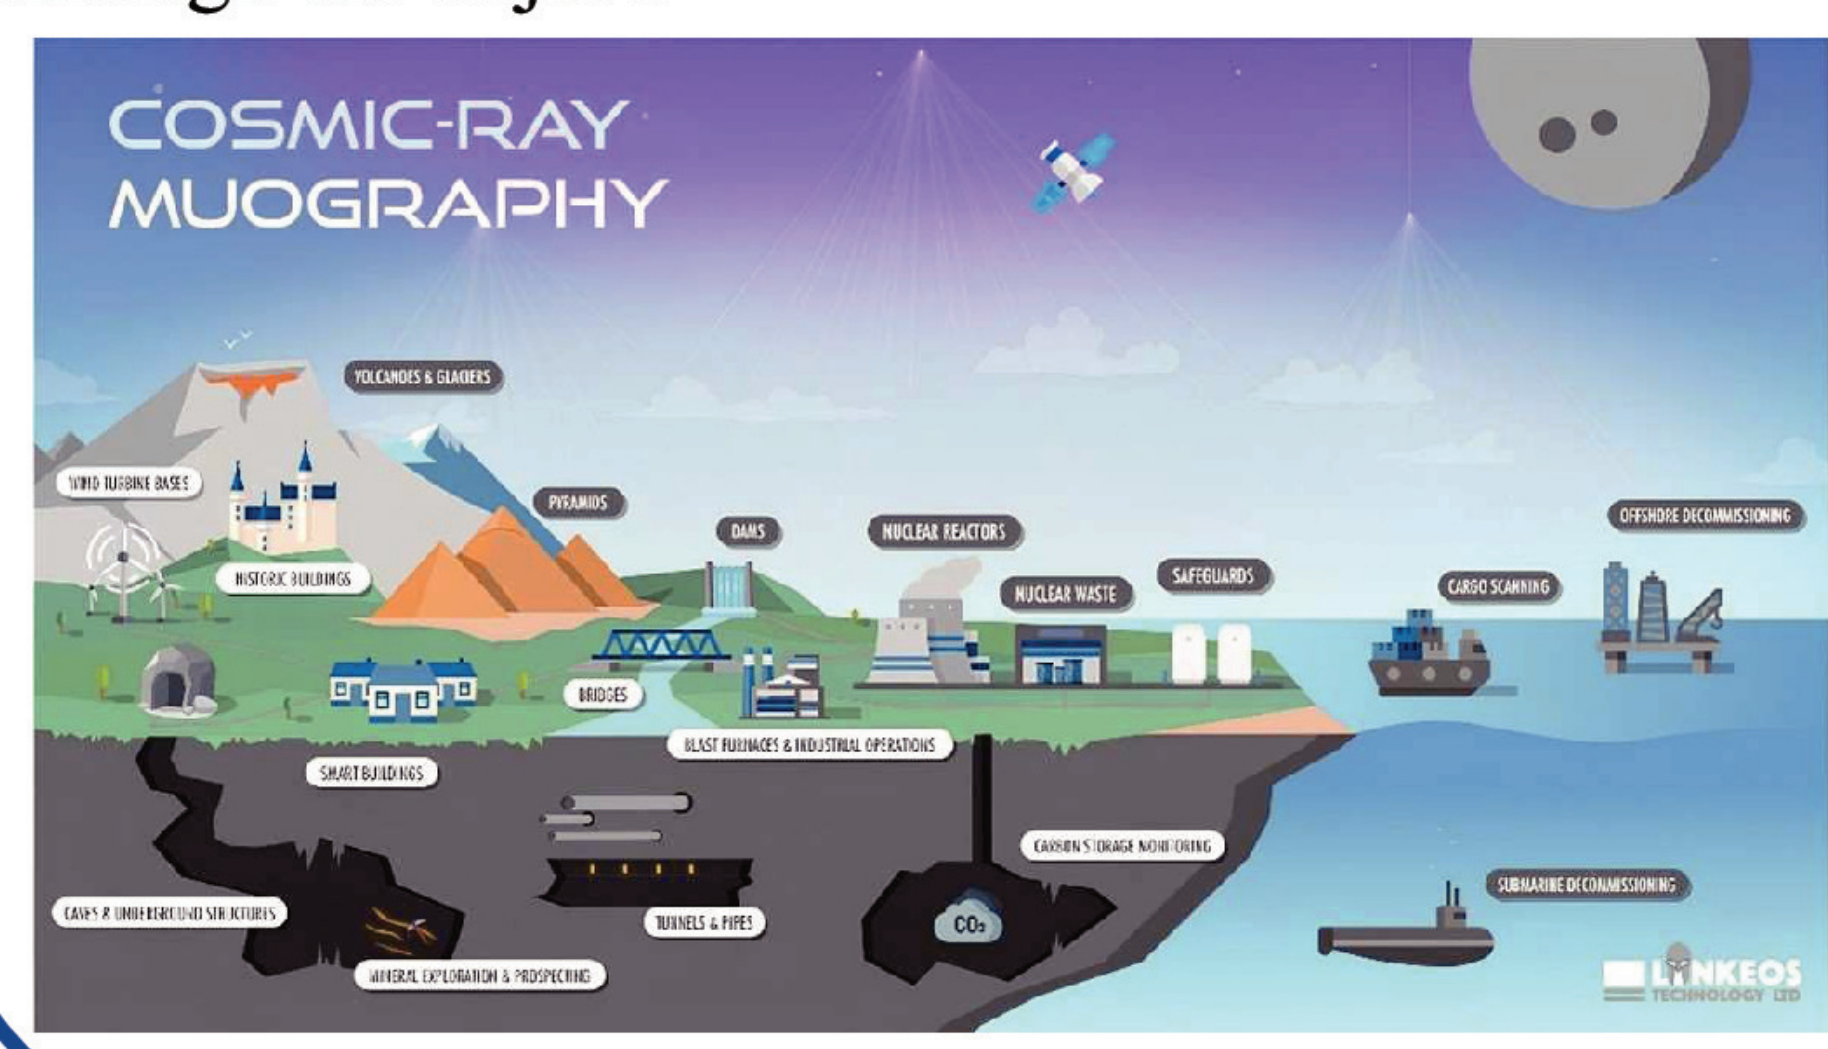 COSMIC-RAY
MUOGRAPHY
VOLCANOES & GLACIERS
WIND TURBINE BASES
PYRAMIDS
HISTORIC BUILDINGS
DAMS
NUCLEAR REACTORS
NUCLEAR WASTE
SAFEGUARDS
CARGO SCANNING
OFFSHORE DECOMMISSIONING
BRIDGES
BLAST FURNACES & INDUSTRIAL OPERATIONS
SMART BUILDINGS
CARBON STORAGE MONITORING
CAVES & UNDERGROUND STRUCTURES
TUNNELS & PIPES
CO₂
SUBMARINE DECOMMISSIONING
MINERAL EXPLORATION & PROSPECTING
LYNKEOS
TECHNOLOGY LTD